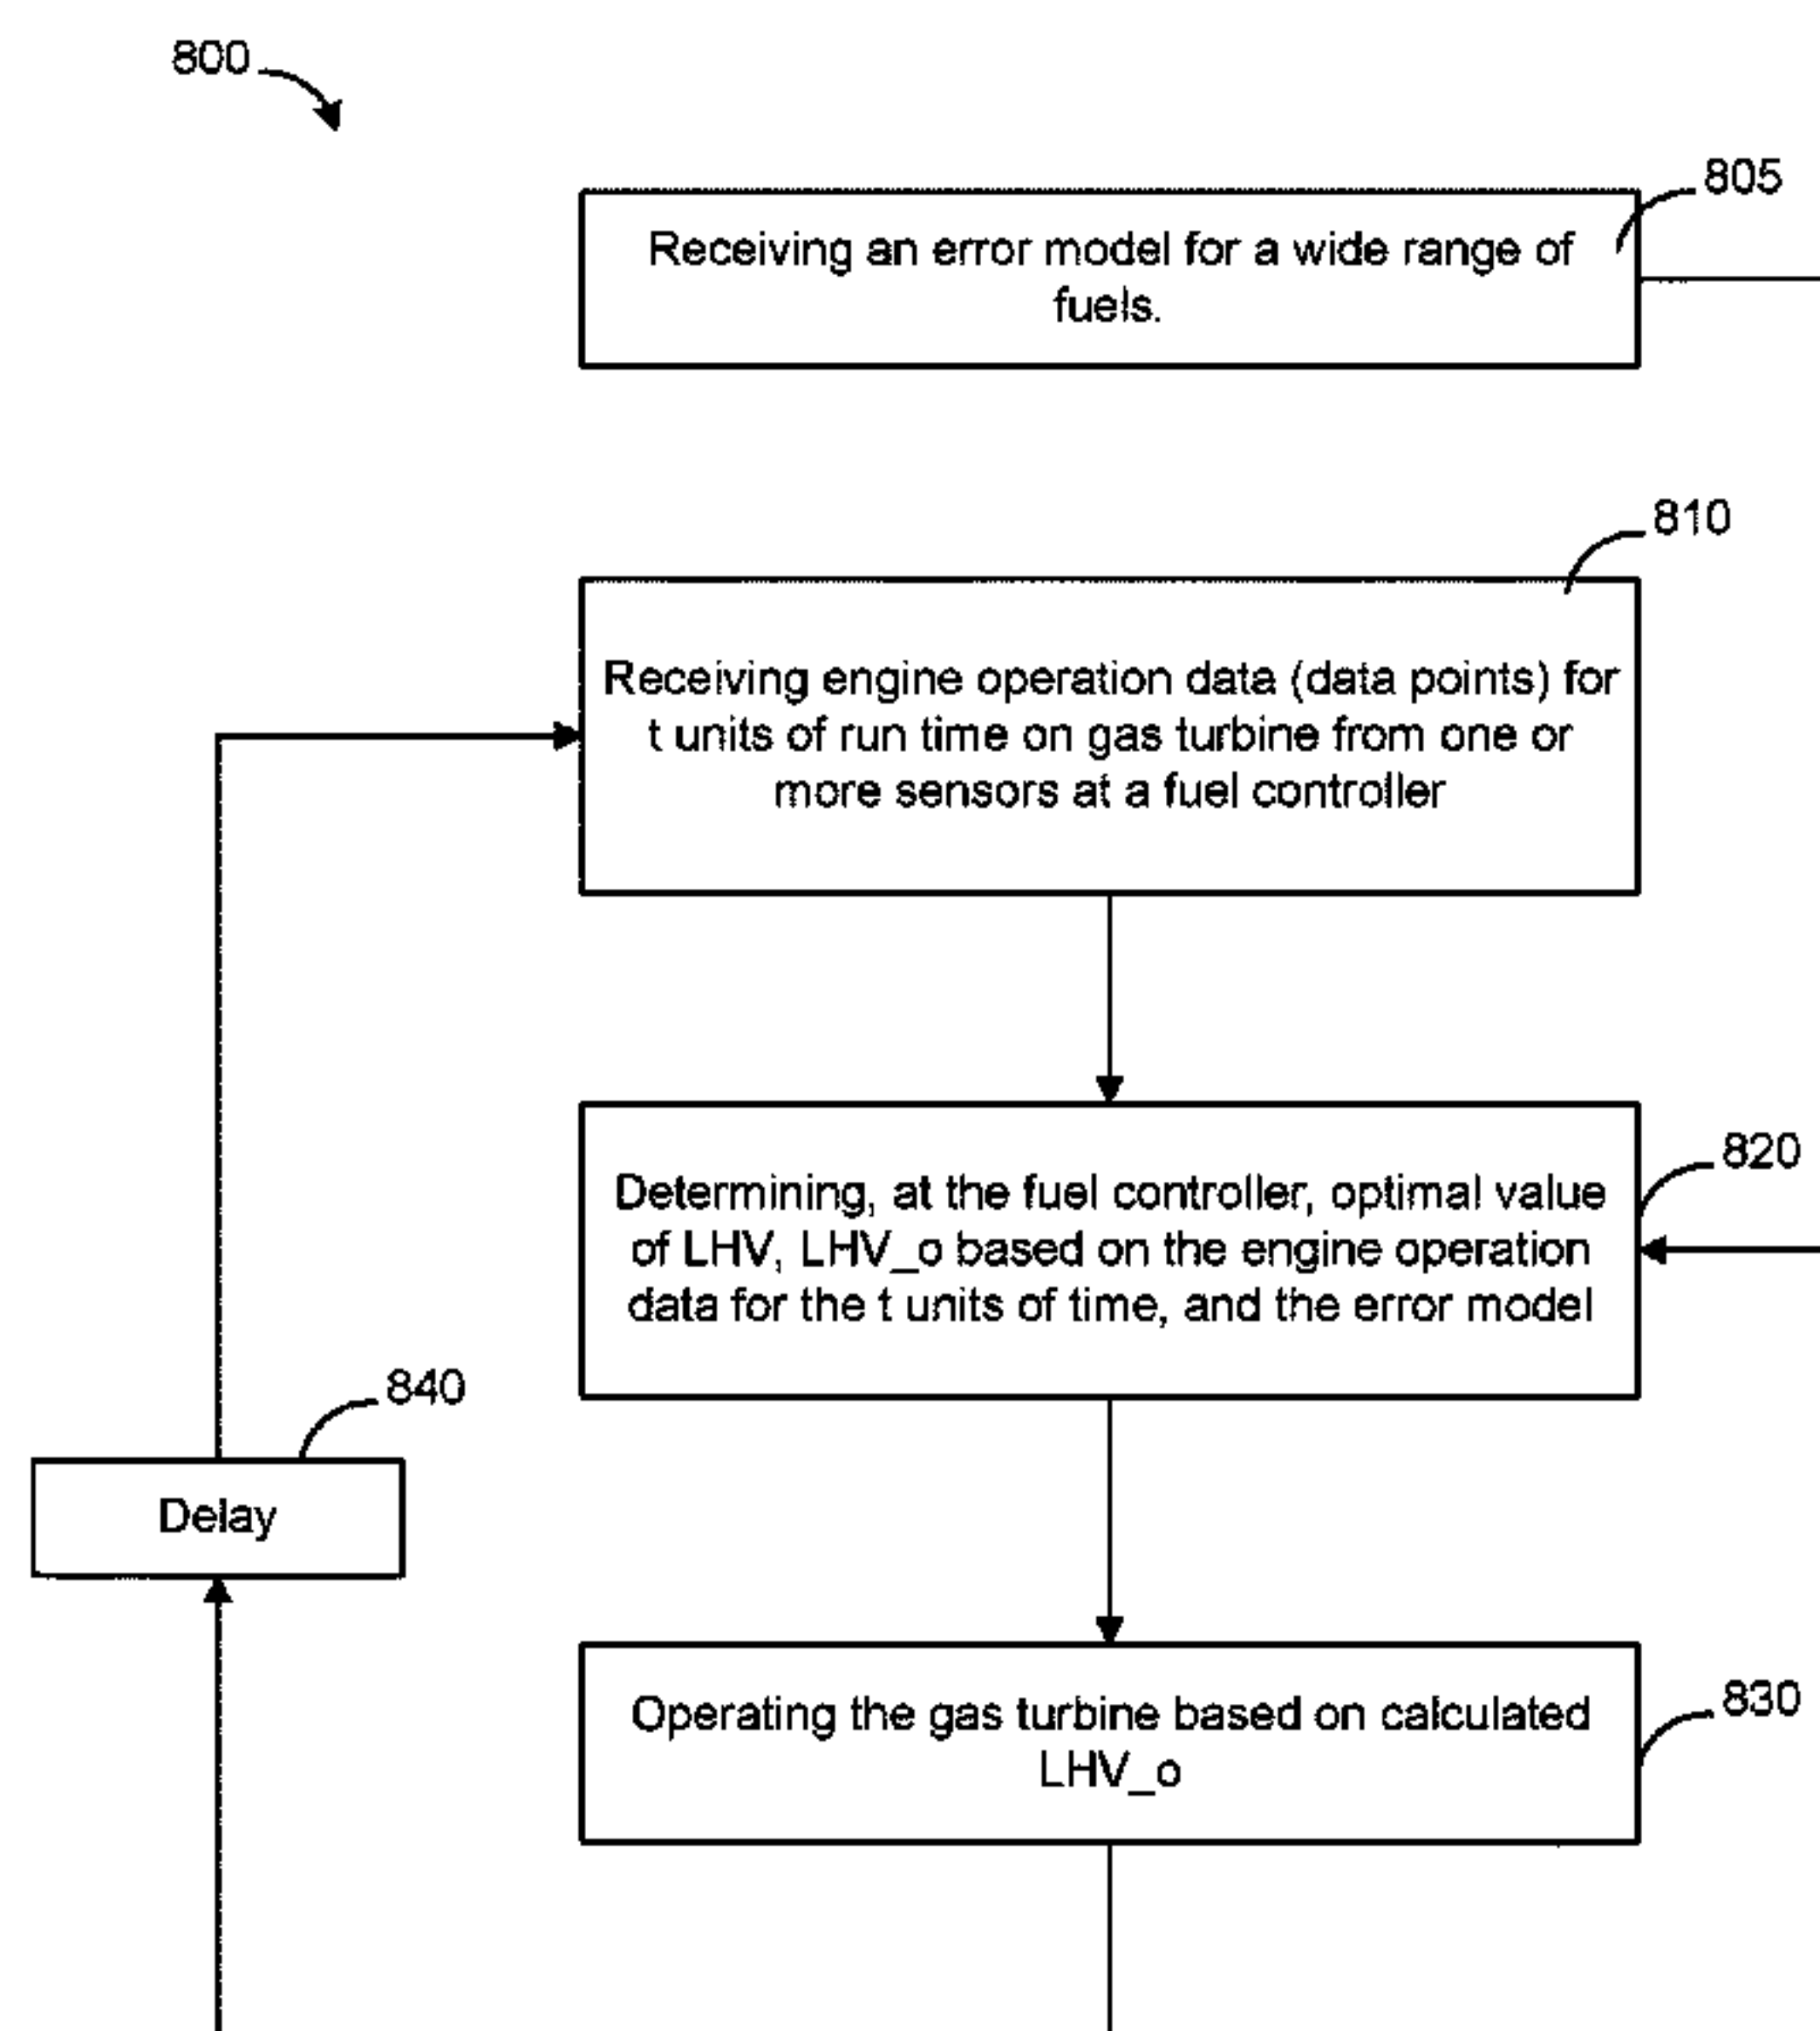 800
805
Receiving an error model for a wide range of
fuels.
810
Receiving engine operation data (data points) for
t units of run time on gas turbine from one or
more sensors at a fuel controller
820
Determining, at the fuel controller, optimal value
of LHV, LHV_o based on the engine operation
data for the t units of time, and the error model
840
Delay
830
Operating the gas turbine based on calculated
LHV_o